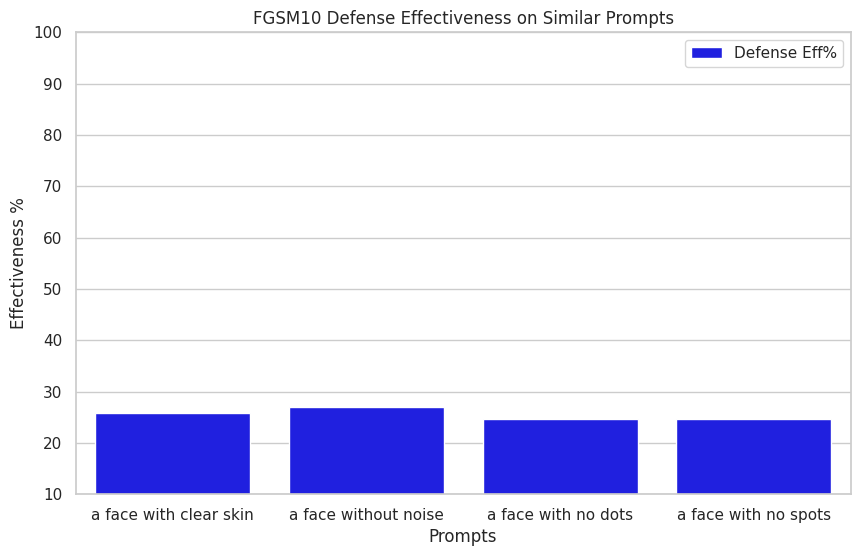 FGSM10 Defense Effectiveness on Similar Prompts
Defense Eff%
Effectiveness %
100
90
80
70
60
50
40
30
20
10
a face with clear skin
a face without noise
a face with no dots
a face with no spots
Prompts